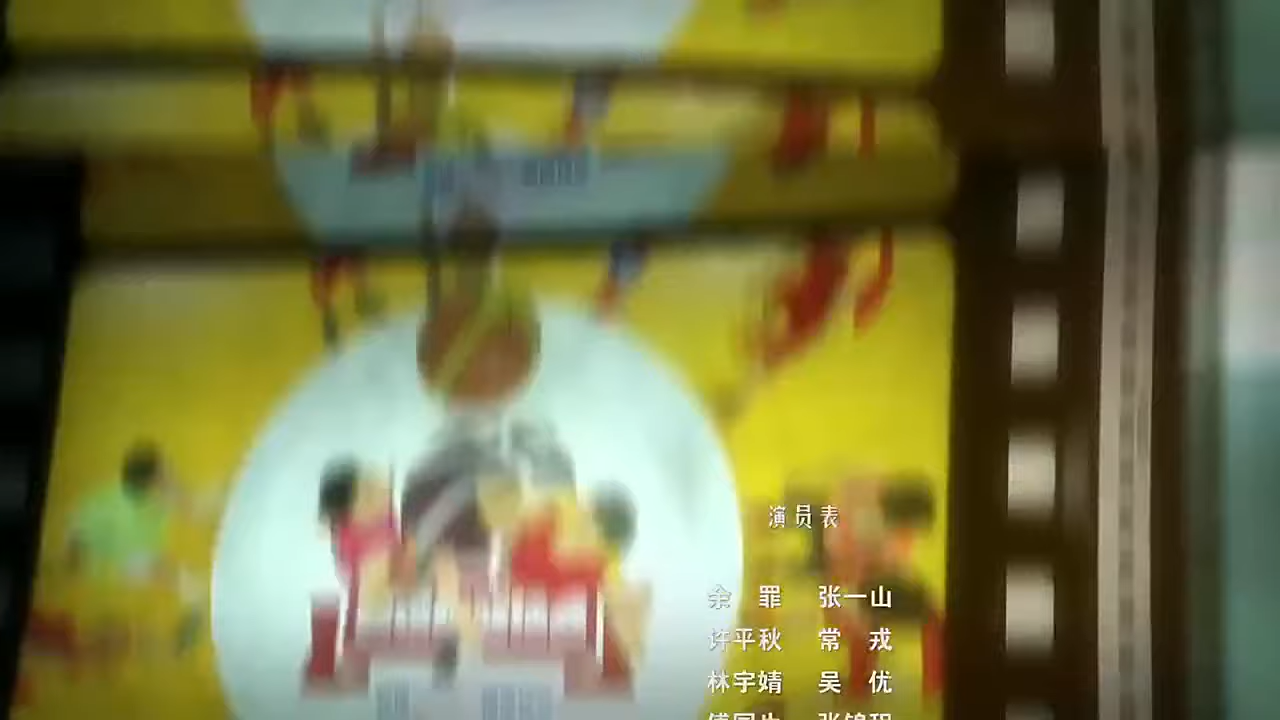 演员表
余 罪 张一山
许平秋 常 戎
林宇婧 吴 优